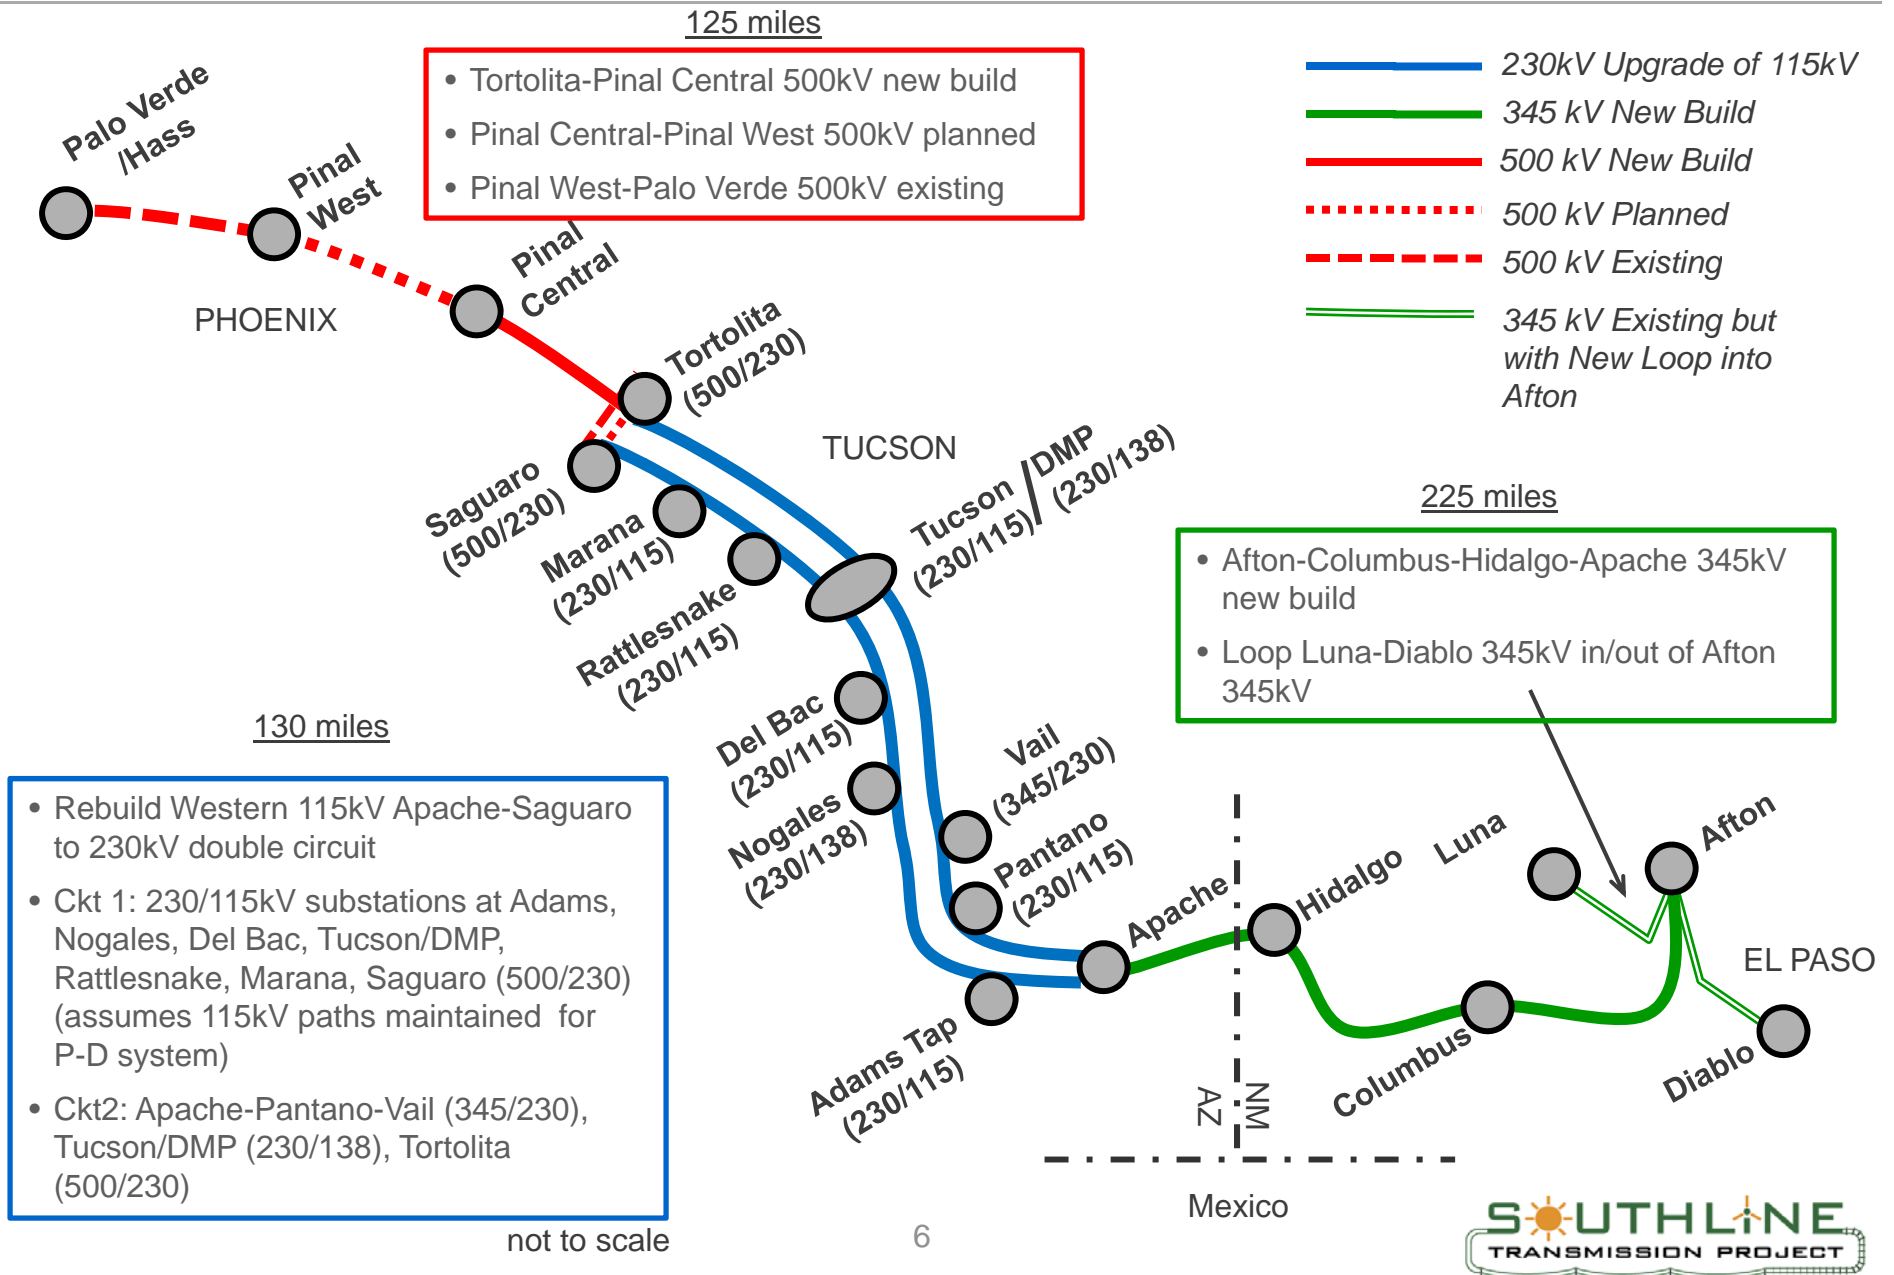 125 miles
• Tortolita-Pinal Central 500kV new build
• Pinal Central-Pinal West 500kV planned
• Pinal West-Palo Verde 500kV existing
230kV Upgrade of 115kV
345 kV New Build
500 kV New Build
500 kV Planned
500 kV Existing
345 kV Existing but
with New Loop into
Afton
Palo Verde
/Hass
Pinal
West
Pinal
Central
PHOENIX
Tortolita
(500/230)
TUCSON
Saguaro
(500/230)
Marana
(230/115)
Rattlesnake
(230/115)
Tucson / DMP
(230/115) (230/138)
225 miles
• Afton-Columbus-Hidalgo-Apache 345kV
new build
• Loop Luna-Diablo 345kV in/out of Afton
345kV
Del Bac
(230/115)
Nogales
(230/138)
Vail
(345/230)
Pantano
(230/115)
Apache
Adams Tap
(230/115)
Hidalgo
Luna
Afton
EL PASO
Columbus
Diablo
AZ
NM
Mexico
130 miles
• Rebuild Western 115kV Apache-Saguaro
to 230kV double circuit
• Ckt 1: 230/115kV substations at Adams,
Nogales, Del Bac, Tucson/DMP,
Rattlesnake, Marana, Saguaro (500/230)
(assumes 115kV paths maintained for
P-D system)
• Ckt2: Apache-Pantano-Vail (345/230),
Tucson/DMP (230/138), Tortolita
(500/230)
not to scale
6
SOUTHLINE
TRANSMISSION PROJECT